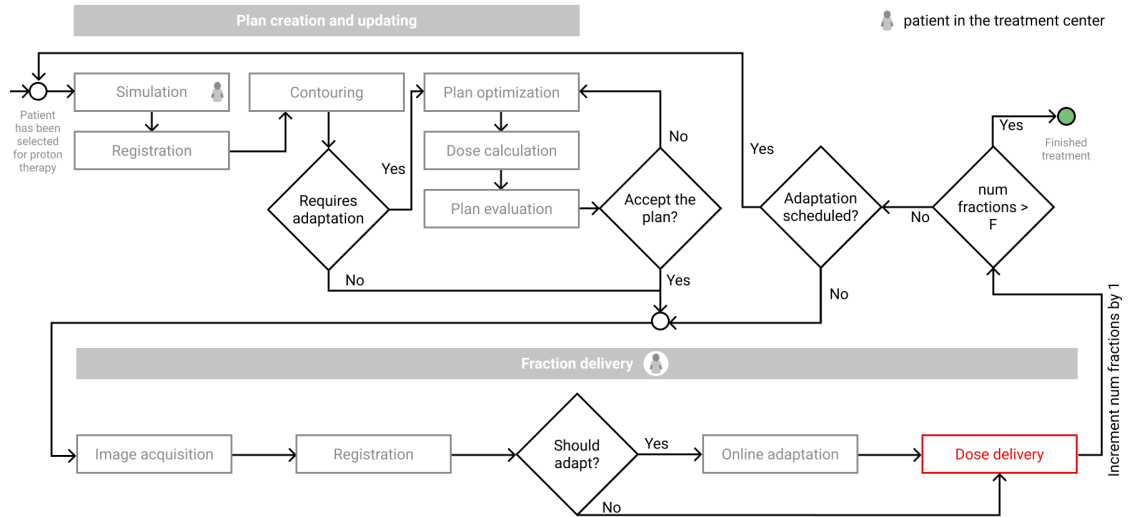 Plan creation and updating
patient in the treatment center
Simulation
Contouring
Plan optimization
Patient
has been
selected
for proton
therapy
Registration
Dose calculation
Plan evaluation
Requires
adaptation
Yes
No
Accept the
plan?
No
Yes
Adaptation
scheduled?
Yes
No
num
fractions >
F
No
Yes
Finished
treatment
Increment num fractions by 1
Fraction delivery
Image acquisition
Registration
Should
adapt?
Yes
No
Online adaptation
Dose delivery